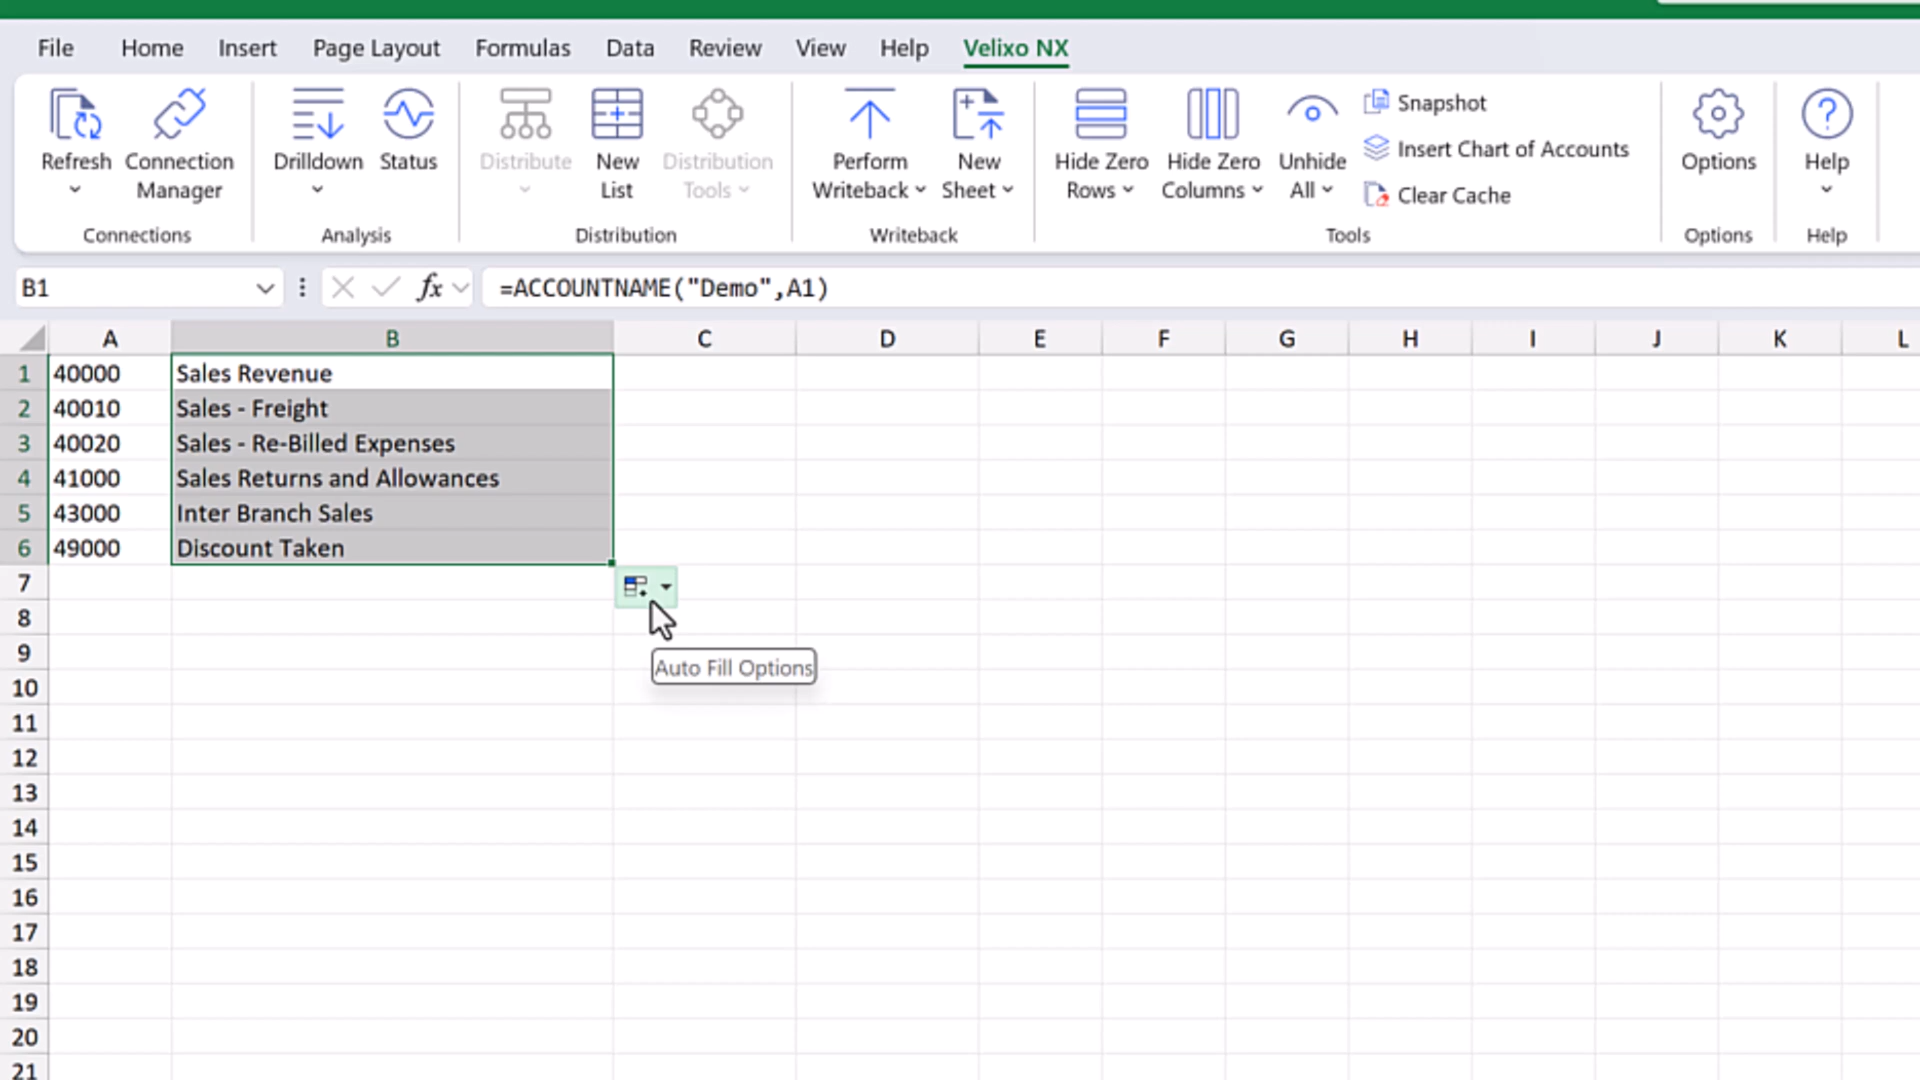 File Home Insert Page Layout Formulas Data Review View Help Velixo NX
Refresh
Connection Manager
Drilldown
Status
Distribute
New List
Distribution Tools
Perform Writeback
New Sheet
Hide Zero Rows
Hide Zero Columns
Unhide All
Snapshot
Insert Chart of Accounts
Clear Cache
Options
Help
Connections Analysis Distribution Writeback Tools Options Help
B1 fx =ACCOUNTNAME("Demo",A1)
A B C D E F G H I J K L
1 40000 Sales Revenue
2 40010 Sales - Freight
3 40020 Sales - Re-Billed Expenses
4 41000 Sales Returns and Allowances
5 43000 Inter Branch Sales
6 49000 Discount Taken
7
8
9
Auto Fill Options
10
11
12
13
14
15
16
17
18
19
20
21